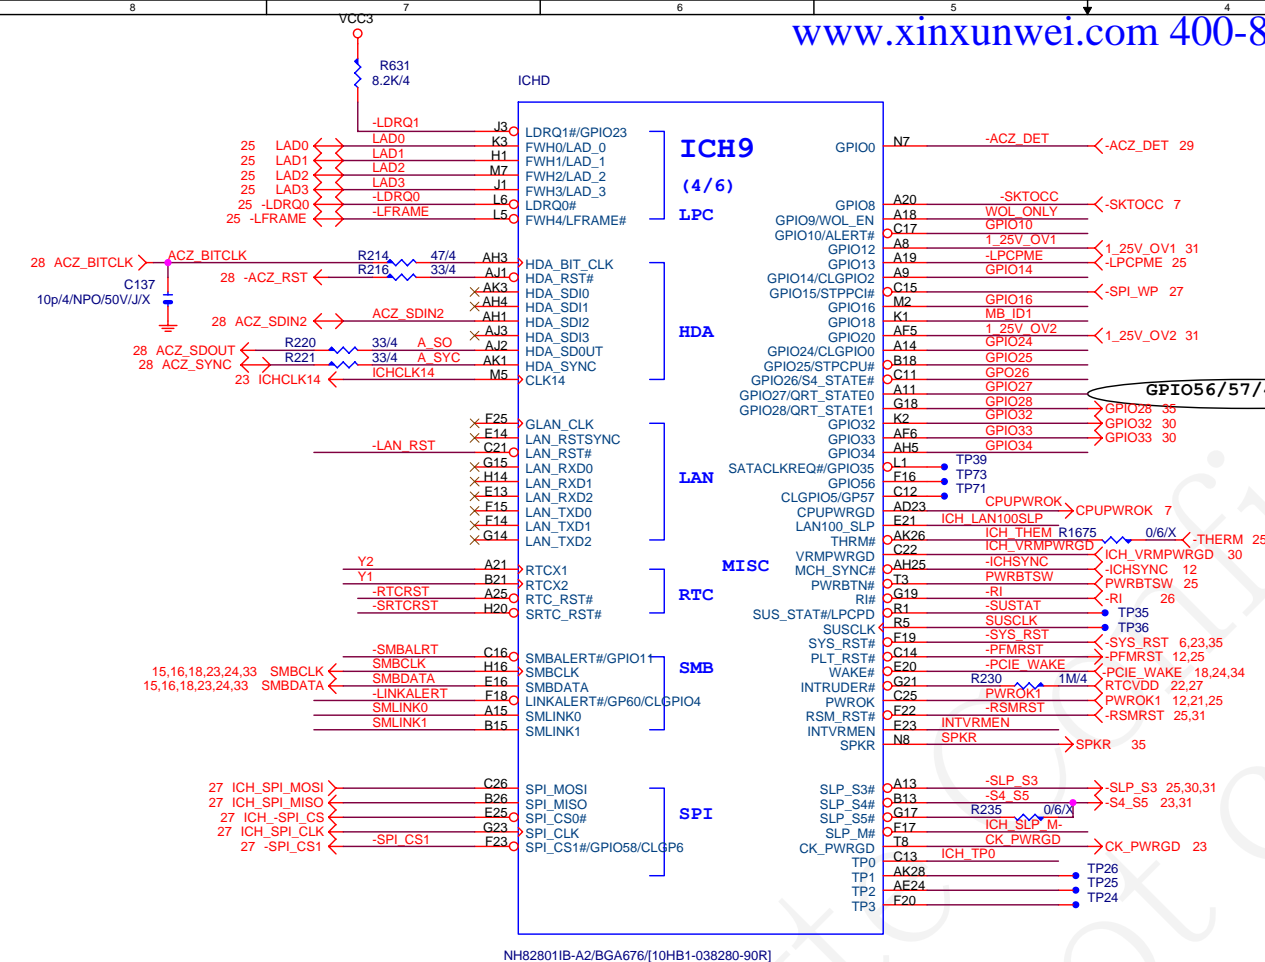 8 7 6 5 4
www.xinxunwei.com 400-8
VCC3
R631
8.2K/4
ICHD
ICH9
(4/6)
-LDRQ1 J3 LDRQ1#/GPIO23
25 LAD0 LAD0 K3 FWH0/LAD_0
25 LAD1 LAD1 H1 FWH1/LAD_1
25 LAD2 LAD2 M7 FWH2/LAD_2
25 LAD3 LAD3 J1 FWH3/LAD_3
25 -LDRQ0 -LDRQ0 L6 LDRQ0#
25 -LFRAME -LFRAME L5 FWH4/LFRAME#
LPC
28 ACZ_BITCLK ACZ_BITCLK R214 47/4 AH3 HDA_BIT_CLK
28 -ACZ_RST R216 33/4 AJ1 HDA_RST#
C137
10p/4/NPO/50V/J/X
AK3 HDA_SDI0
AH4 HDA_SDI1
28 ACZ_SDIN2 ACZ_SDIN2 AH1 HDA_SDI2
AJ3 HDA_SDI3
28 ACZ_SDOUT R220 33/4 A_SO AJ2 HDA_SD0UT
28 ACZ_SYNC R221 33/4 A_SYC AK1 HDA_SYNC
23 ICHCLK14 ICHCLK14 M5 CLK14
HDA
F25 GLAN_CLK
E14 LAN_RSTSYNC
-LAN_RST C21 LAN_RST#
G15 LAN_RXD0
H14 LAN_RXD1
E13 LAN_RXD2
F15 LAN_TXD0
F14 LAN_TXD1
G14 LAN_TXD2
LAN
Y2 A21 RTCX1
Y1 B21 RTCX2
-RTCRST A25 RTC_RST#
-SRTCRST H20 SRTC_RST#
RTC
-SMBALRT C16 SMBALERT#/GPIO11
15,16,18,23,24,33 SMBCLK SMBCLK H16 SMBCLK
15,16,18,23,24,33 SMBDATA SMBDATA E16 SMBDATA
-LINKALERT F18 LINKALERT#/GP60/CLGPIO4
SMLINK0 A15 SMLINK0
SMLINK1 B15 SMLINK1
SMB
27 ICH_SPI_MOSI C26 SPI_MOSI
27 ICH_SPI_MISO B26 SPI_MISO
27 ICH_-SPI_CS E25 SPI_CS0#
27 ICH_SPI_CLK G23 SPI_CLK
27 -SPI_CS1 -SPI_CS1 F23 SPI_CS1#/GPIO58/CLGP6
SPI
MISC
GPIO0 N7 -ACZ_DET -ACZ_DET 29
GPIO8 A20 -SKTOCC -SKTOCC 7
GPIO9/WOL_EN A18 WOL_ONLY
GPIO10/ALERT# C17 GPIO10
GPIO12 A8 1_25V_OV1 1_25V_OV1 31
GPIO13 A19 -LPCPME -LPCPME 25
GPIO14/CLGPIO2 A9 GPIO14
GPIO15/STPPCI# C15 -SPI_WP 27
GPIO16 M2 GPIO16
GPIO18 K1 MB_ID1
GPIO20 AF5 1_25V_OV2 1_25V_OV2 31
GPIO24/CLGPIO0 A14 GPIO24
GPIO25/STPCPU# B18 GPIO25
GPIO26/S4_STATE# C11 GPO26
GPIO27/QRT_STATE0 A11 GPIO27
GPIO56/57/
GPIO28/QRT_STATE1 G18 GPIO28 GPIO28 35
GPIO32 K2 GPIO32 GPIO32 30
GPIO33 AF6 GPIO33 GPIO33 30
GPIO34 AH5 GPIO34
SATACLKREQ#/GPIO35 L1 TP39
GPIO56 F16 TP73
CLGPIO5/GP57 C12 TP71
CPUPWRGD AD23 CPUPWROK CPUPWROK 7
LAN100_SLP E21 ICH_LAN100SLP
THRM# AK26 ICH_THEM R1675 0/6/X -THERM 25
VRMPWRGD C22 ICH_VRMPWRGD ICH_VRMPWRGD 30
MCH_SYNC# AH25 -ICHSYNC -ICHSYNC 12
PWRBTN# T3 PWRBTSW PWRBTSW 25
RI# G19 -RI -RI 26
SUS_STAT#/LPCPD R1 -SUSTAT TP35
SUSCLK R5 SUSCLK TP36
SYS_RST# F19 -SYS_RST -SYS_RST 6,23,35
PLT_RST# C14 -PFMRST -PFMRST 12,25
WAKE# E20 -PCIE_WAKE -PCIE_WAKE 18,24,34
INTRUDER# G21 R230 1M/4 RTCVDD 22,27
PWROK C25 PWROK1 PWROK1 12,21,25
RSM_RST# F22 -RSMRST -RSMRST 25,31
INTVRMEN E23 INTVRMEN
SPKR N8 SPKR SPKR 35
SLP_S3# A13 -SLP_S3 -SLP_S3 25,30,31
SLP_S4# B13 -S4_S5 -S4_S5 23,31
SLP_S5# G17 R235 0/6/X
SLP_M# F17 ICH_SLP_M-
CK_PWRGD T8 CK_PWRGD CK_PWRGD 23
TP0 C13 ICH_TP0
TP1 AK28 TP26
TP2 AE24 TP25
TP3 F20 TP24
NH82801IB-A2/BGA676/[10HB1-038280-90R]